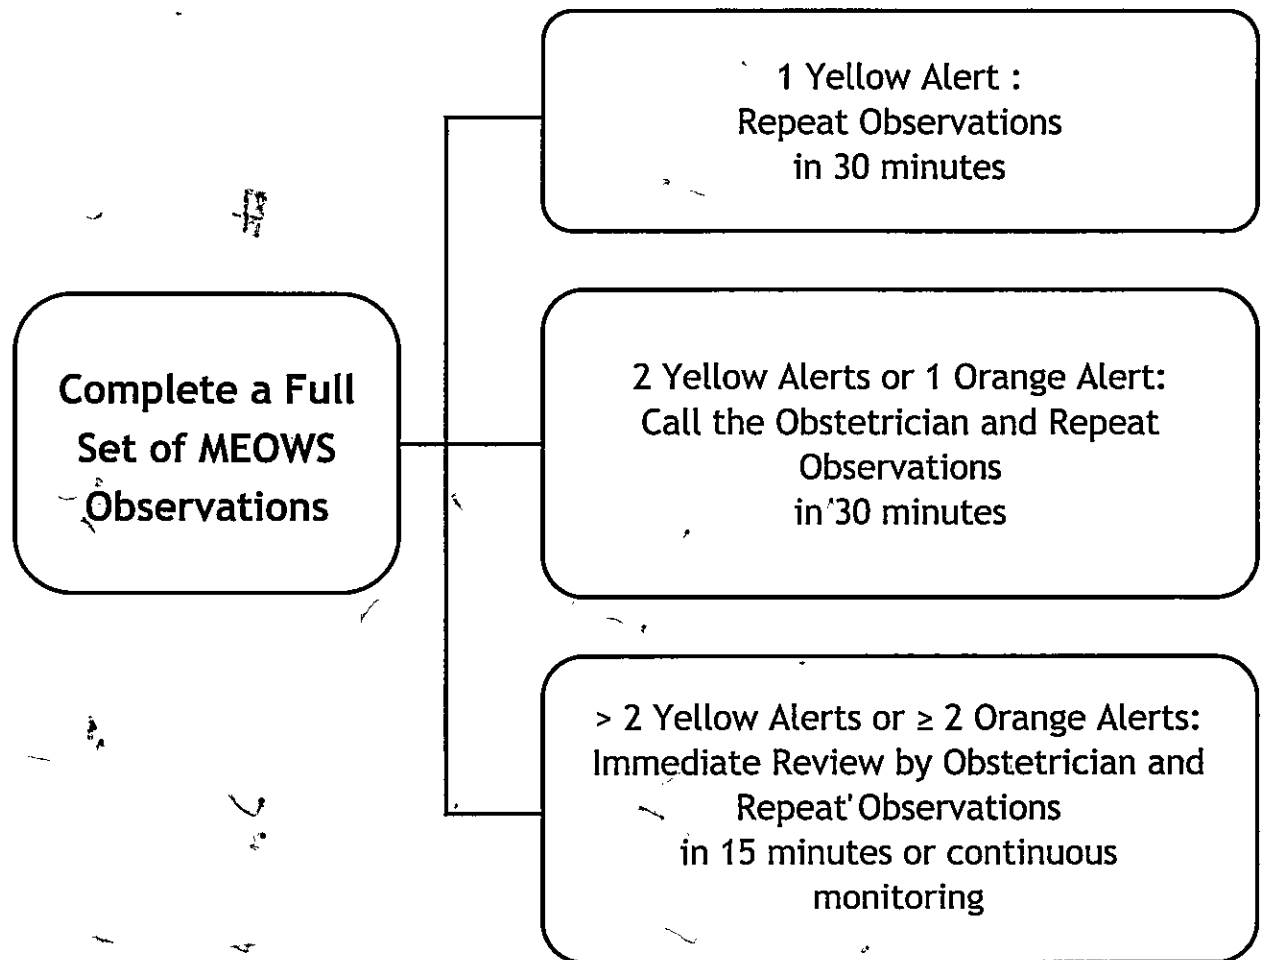 Complete a Full
Set of MEOWS
Observations
1 Yellow Alert :
Repeat Observations
in 30 minutes
2 Yellow Alerts or 1 Orange Alert:
Call the Obstetrician and Repeat
Observations
in 30 minutes
> 2 Yellow Alerts or ≥ 2 Orange Alerts:
Immediate Review by Obstetrician and
Repeat Observations
in 15 minutes or continuous
monitoring